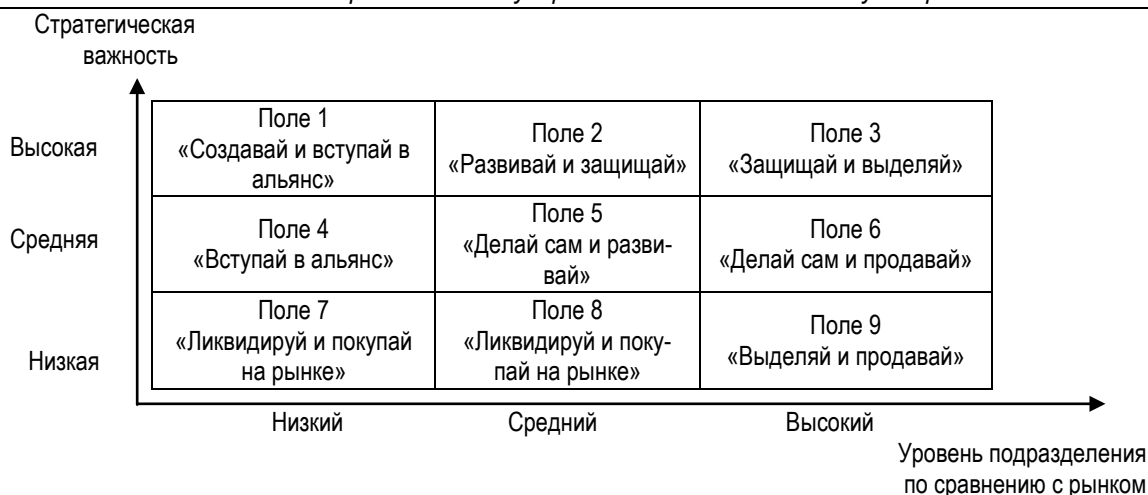 Стратегическая
важность
Высокая
Поле 1
«Создавай и вступай в
альянс»
Поле 2
«Развивай и защищай»
Поле 3
«Защищай и выделяй»
Средняя
Поле 4
«Вступай в альянс»
Поле 5
«Делай сам и разви-
вай»
Поле 6
«Делай сам и продавай»
Низкая
Поле 7
«Ликвидируй и покупай
на рынке»
Поле 8
«Ликвидируй и поку-
пай на рынке»
Поле 9
«Выделяй и продавай»
Низкий
Средний
Высокий
Уровень подразделения
по сравнению с рынком